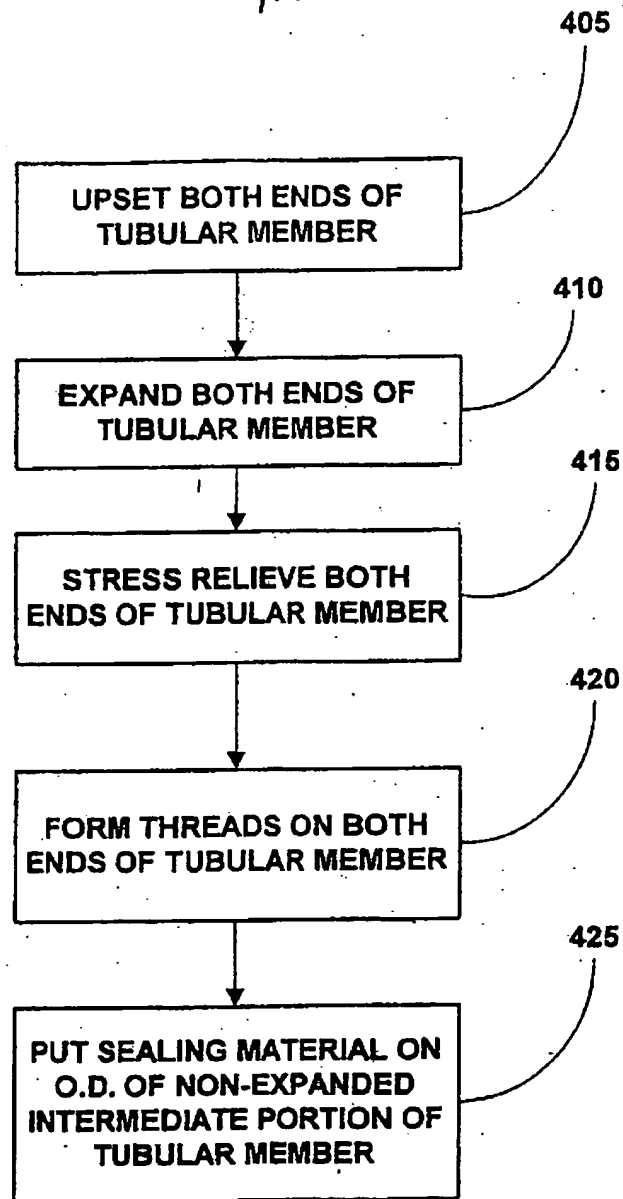 405
UPSET BOTH ENDS OF
TUBULAR MEMBER
410
EXPAND BOTH ENDS OF
TUBULAR MEMBER
415
STRESS RELIEVE BOTH
ENDS OF TUBULAR MEMBER
420
FORM THREADS ON BOTH
ENDS OF TUBULAR MEMBER
425
PUT SEALING MATERIAL ON
O.D. OF NON-EXPANDED
INTERMEDIATE PORTION OF
TUBULAR MEMBER